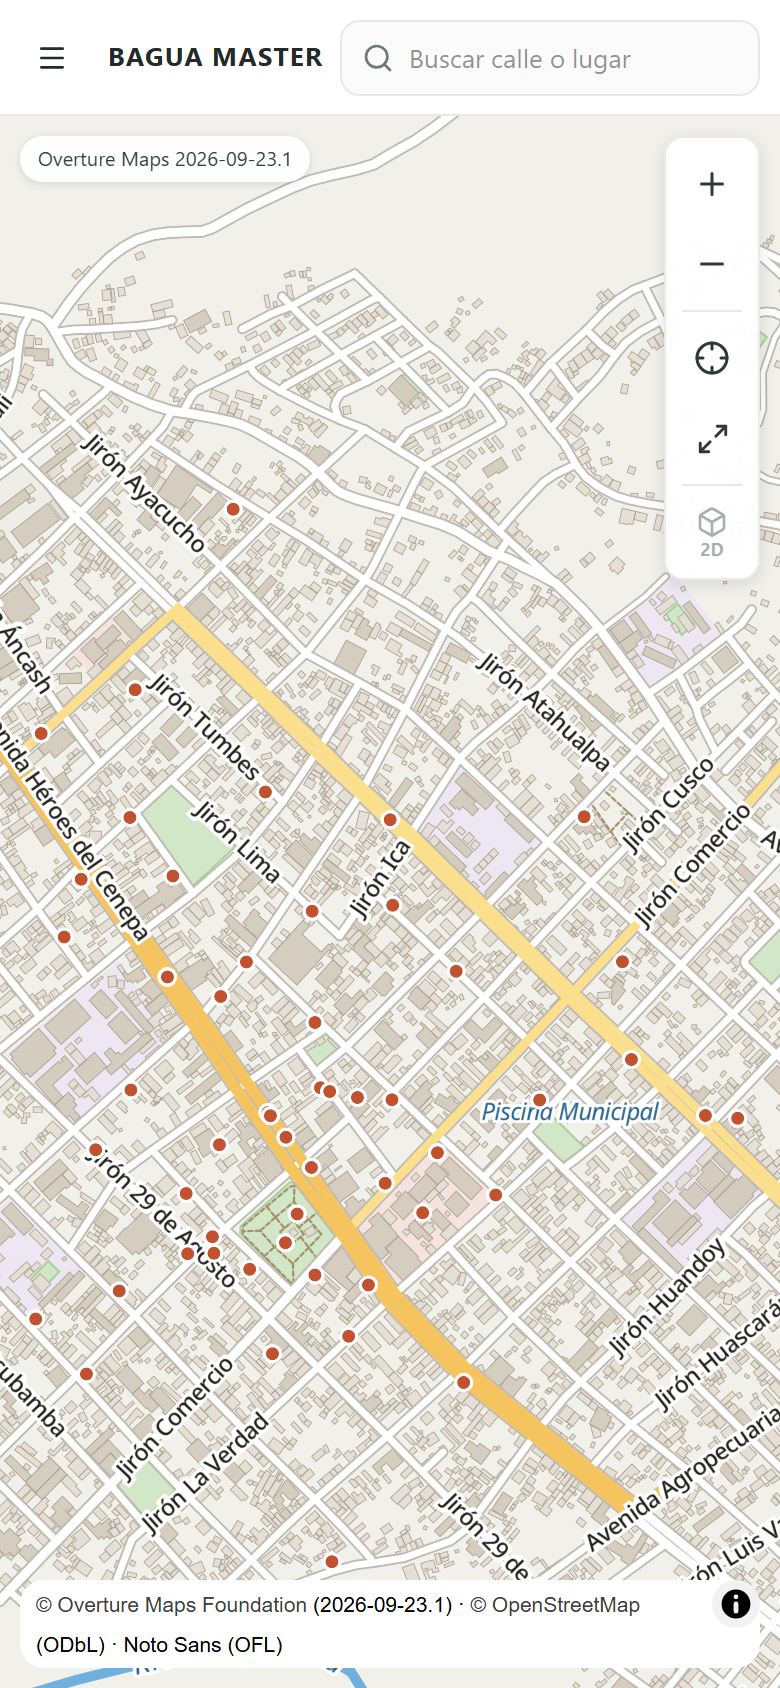 BAGUA MASTER
Buscar calle o lugar
Overture Maps 2026-09-23.1
2D
Jirón Ayacucho
Áncash
Jirón Tumbes
Jirón Atahualpa
Jirón Cusco
Jirón Comercio
Jirón Lima
Jirón Ica
Héroes del Cenepa
Piscina Municipal
Jirón 29 de Agosto
Jirón Huandoy
Jirón Huascarán
Jirón Comercio
Jirón La Verdad
Avenida Agropecuaria
Jirón 29 de
Luis
© Overture Maps Foundation (2026-09-23.1) · © OpenStreetMap
(ODbL) · Noto Sans (OFL)